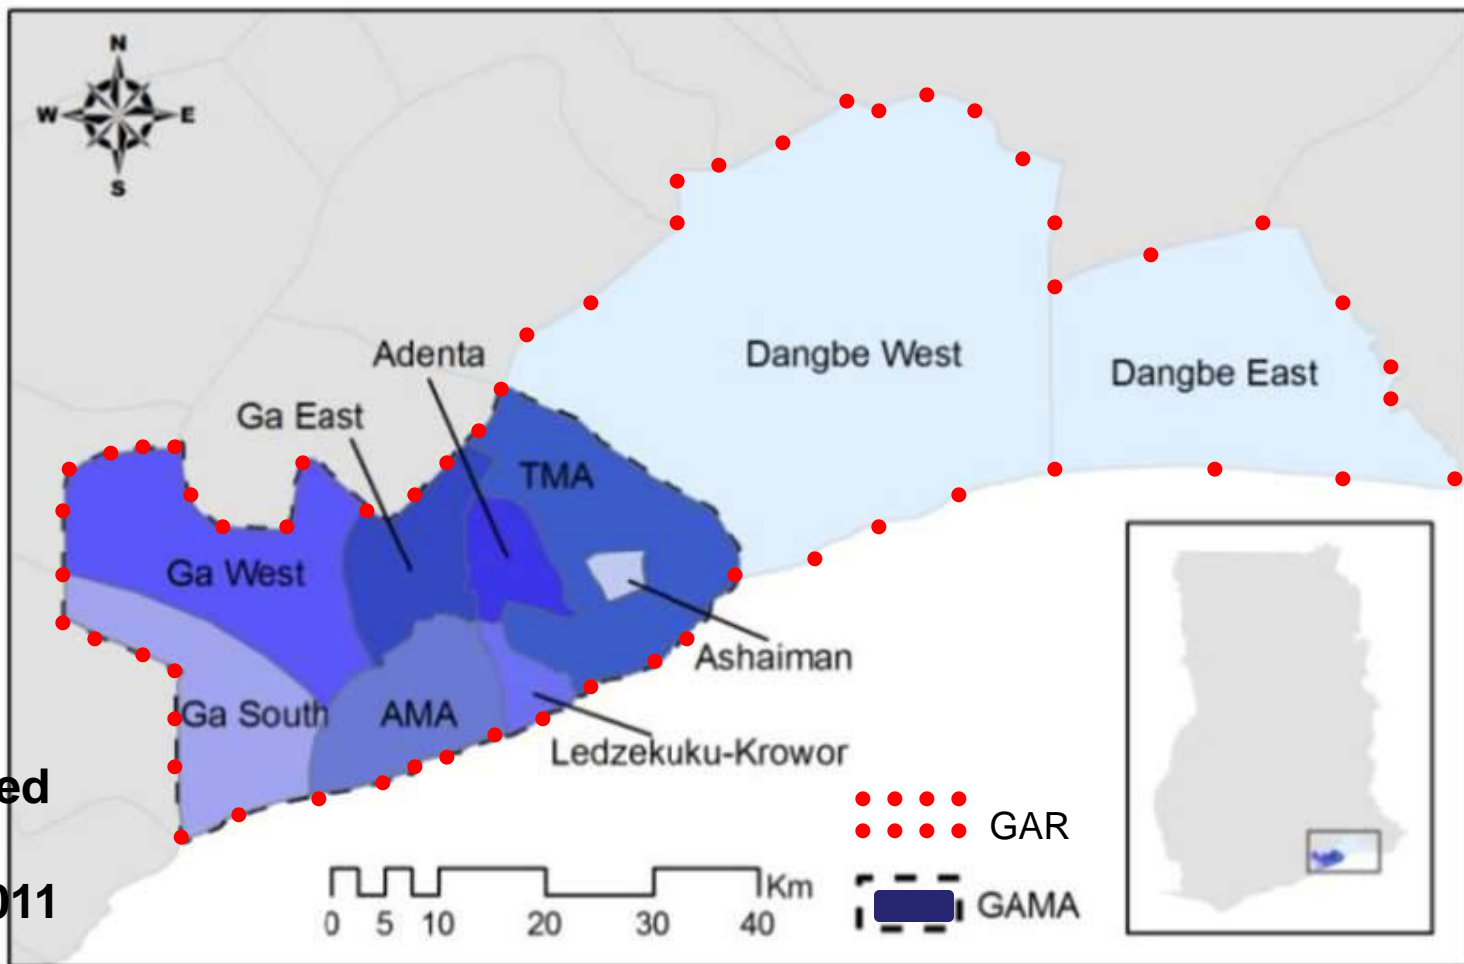 N
W E
S
Adenta
Dangbe West
Dangbe East
Ga East
TMA
Ga West
Ashaiman
Ga South
AMA
Ledzekuku-Krowor
ed
011
GAR
GAMA
Km
0 5 10 20 30 40